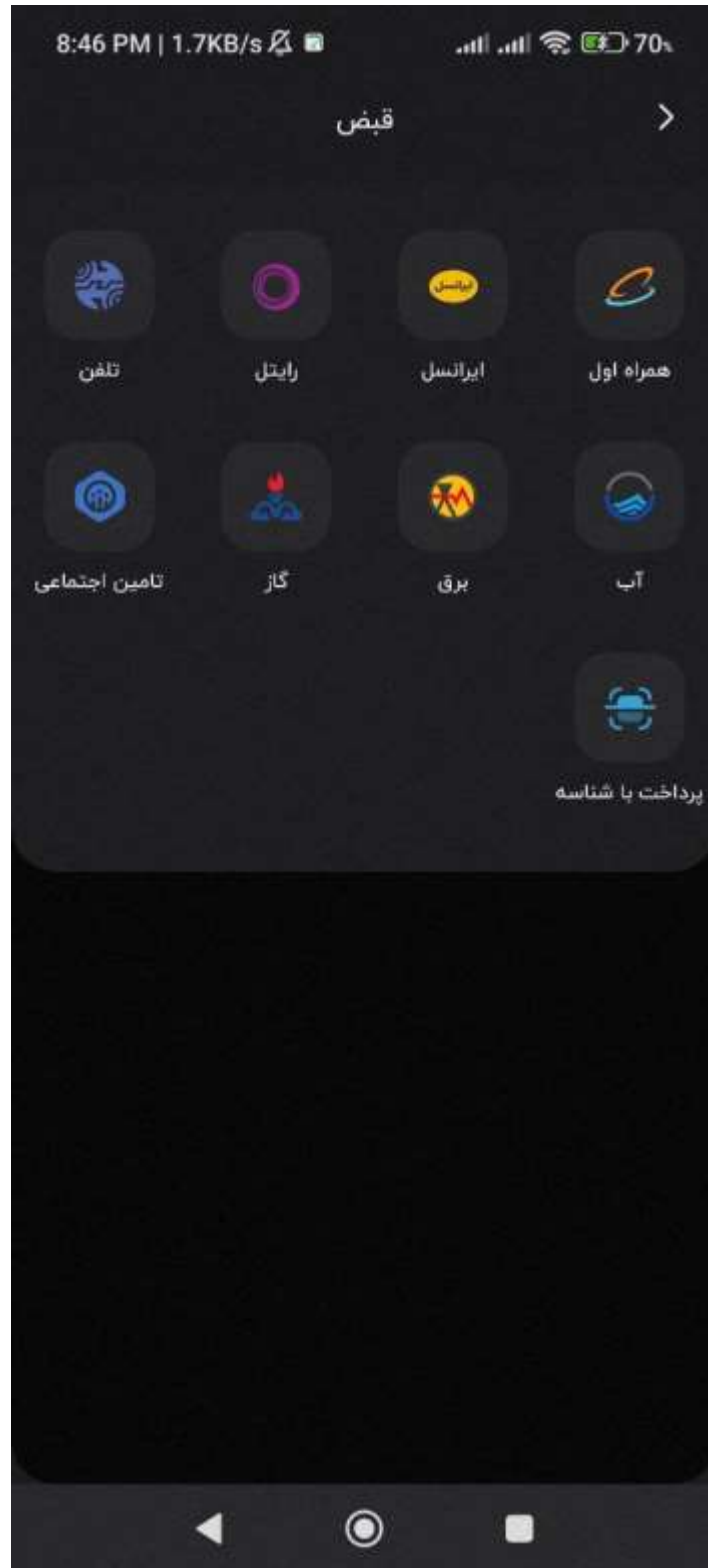 8:46 PM | 1.7KB/s 70%
قبض
همراه اول ایرانسل رایتل تلفن
ایرانسل
آب برق گاز تامین اجتماعی
پرداخت با شناسه